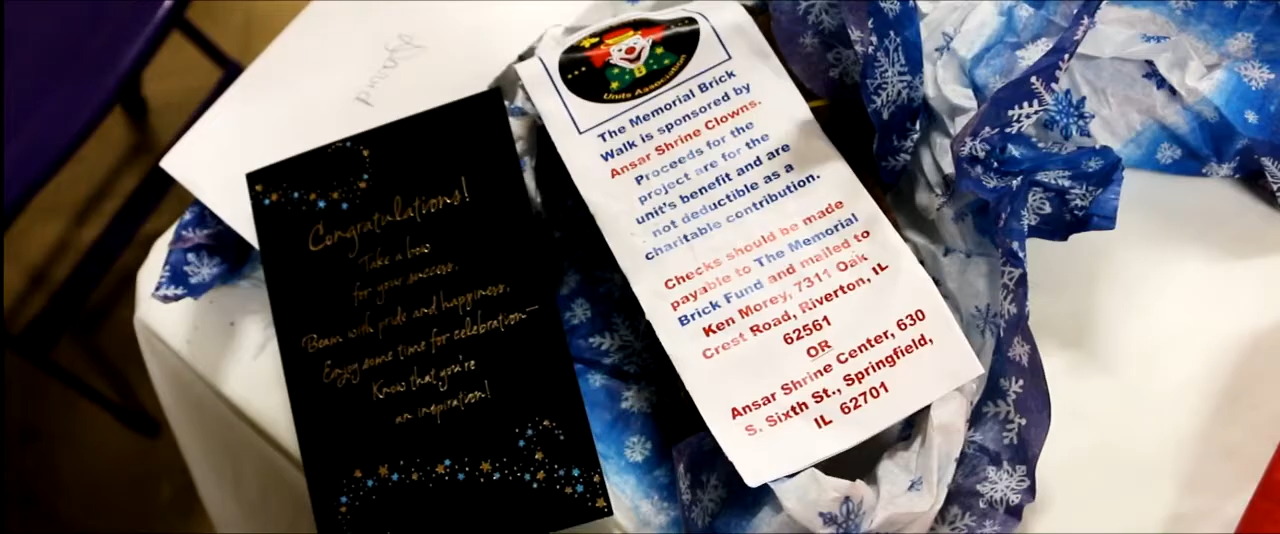 Dannie
Congratulations!
Take a bow
for your success.
Beam with pride and happiness,
Enjoy some time for celebration—
Know that you're
an inspiration!
Units Association
The Memorial Brick
Walk is sponsored by
Ansar Shrine Clowns.
Proceeds for the
project are for the
unit's benefit and are
not deductible as a
charitable contribution.
Checks should be made
payable to The Memorial
Brick Fund and mailed to
Ken Morey, 7311 Oak
Crest Road, Riverton, IL
62561
OR
Ansar Shrine Center, 630
S. Sixth St., Springfield,
IL 62701